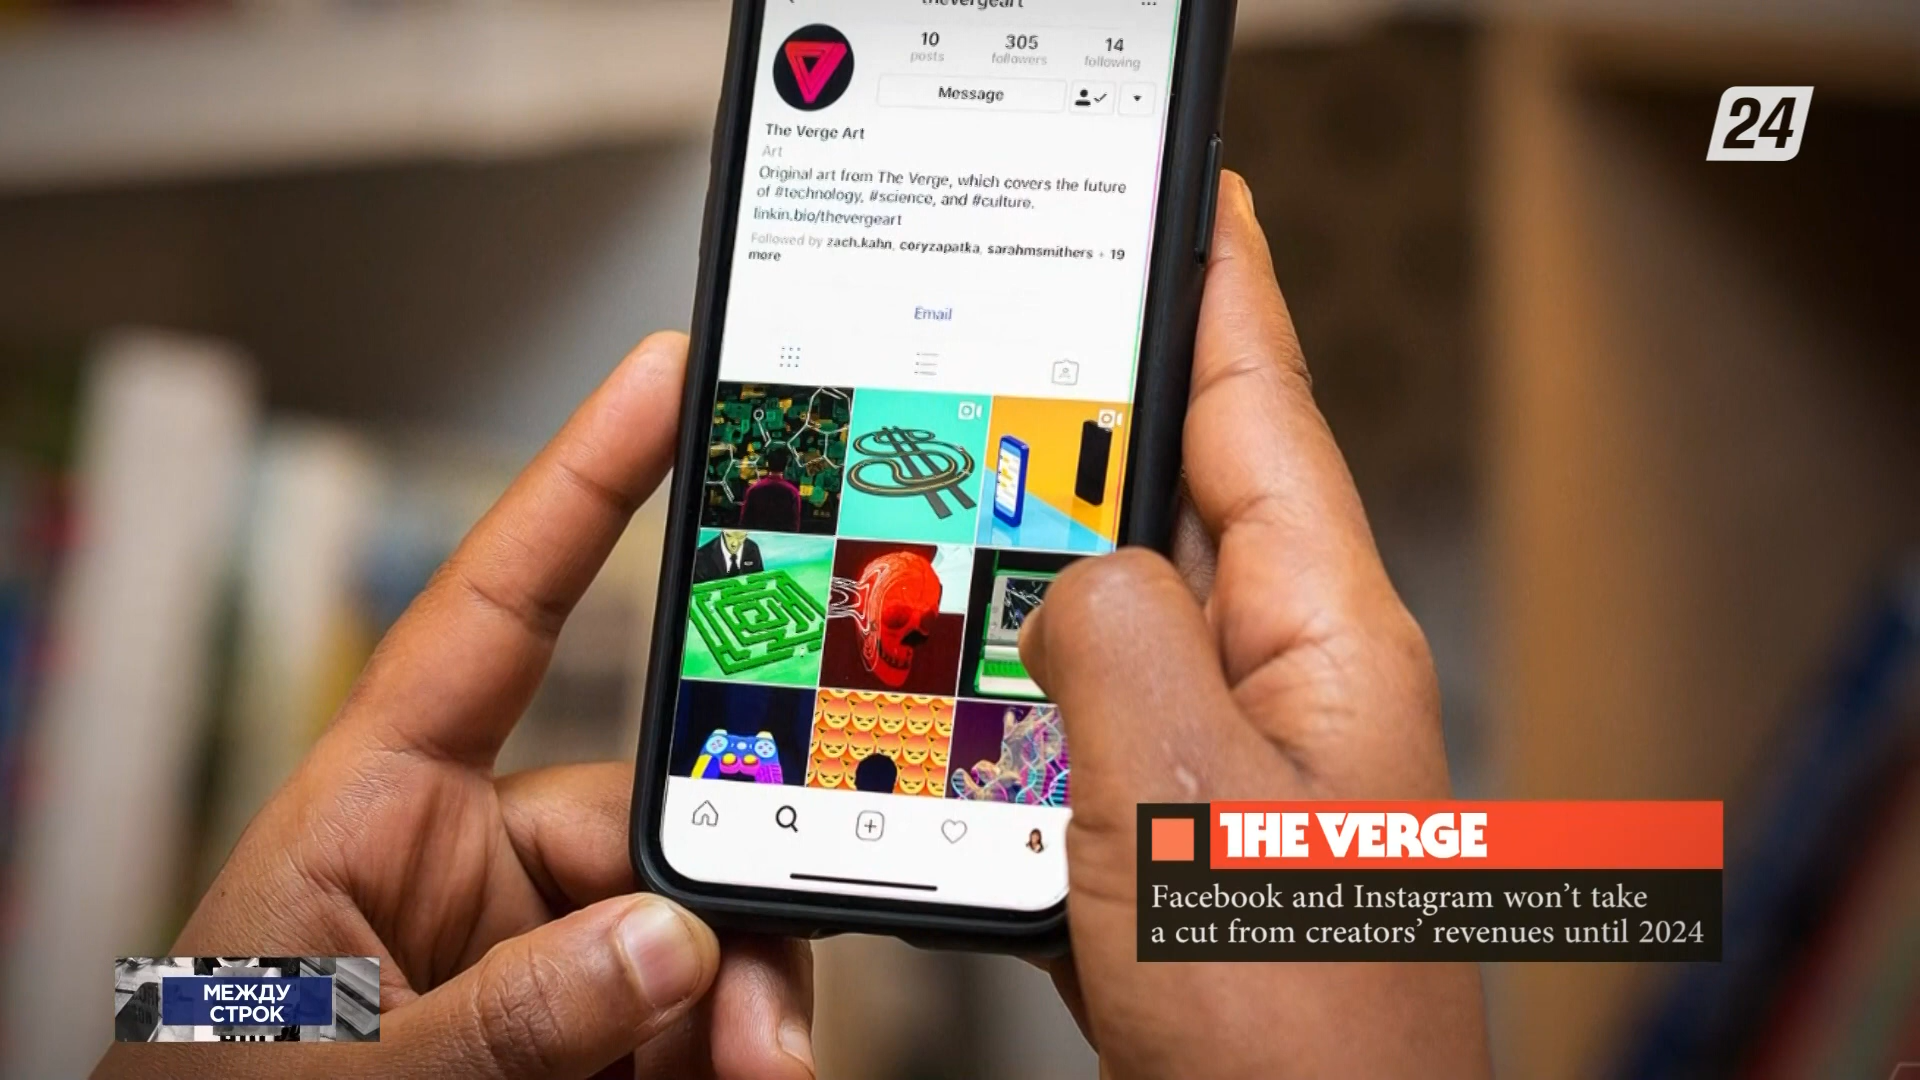 thevergeart
10
305
14
posts
followers
following
Message
The Verge Art
Art
Original art from The Verge, which covers the future
of #technology, #science, and #culture.
linkin.bio/thevergeart
Followed by zach.kahn, coryzapatka, sarahmsmithers + 19
more
Email
24
THE VERGE
Facebook and Instagram won’t take
a cut from creators’ revenues until 2024
МЕЖДУ
СТРОК